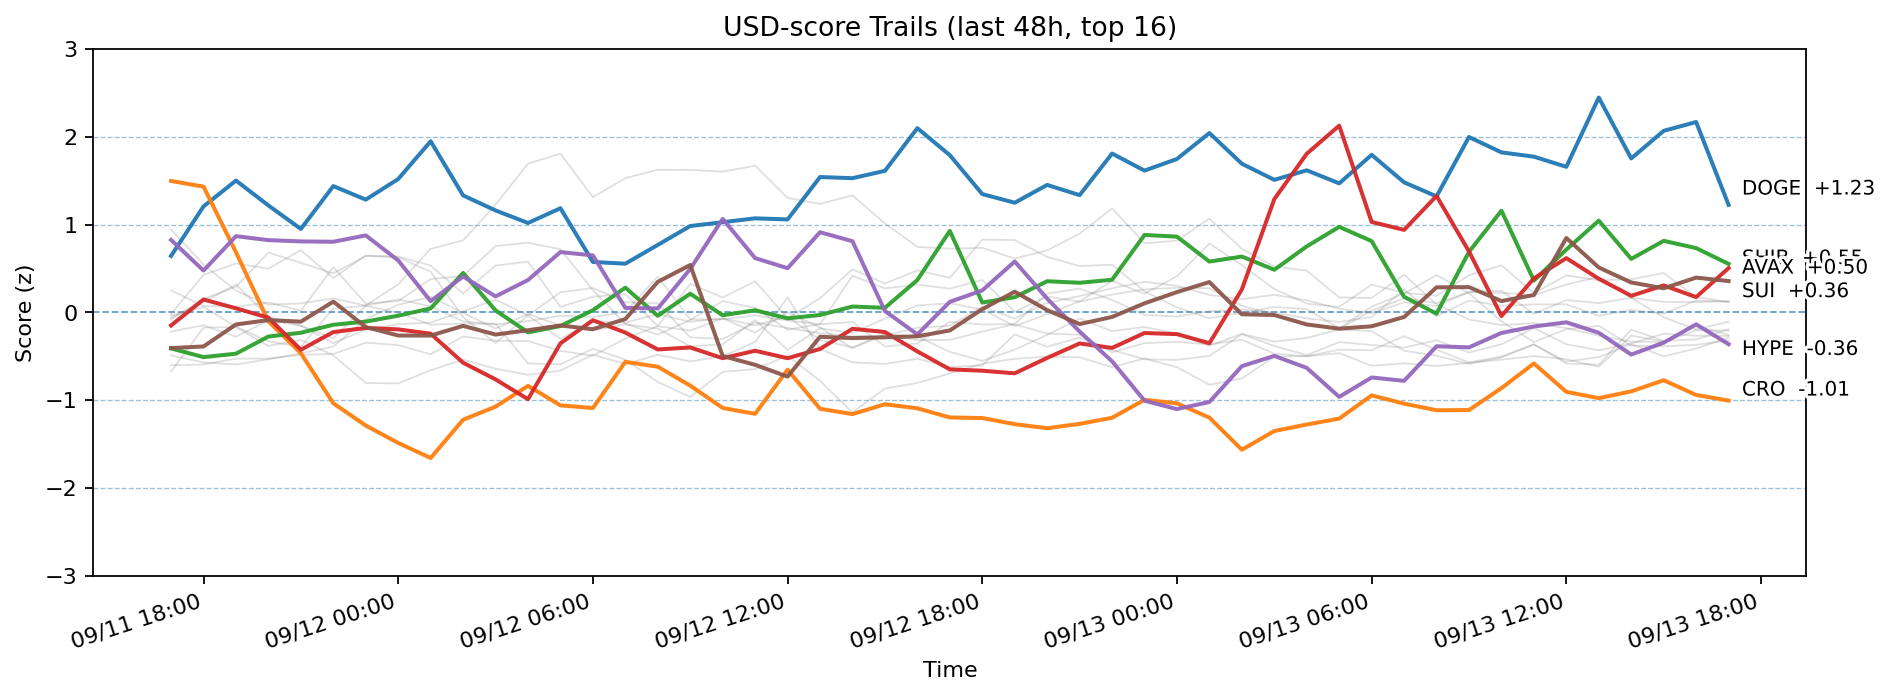 USD-score Trails (last 48h, top 16)
3
2
1
0
−1
−2
−3
Score (z)
DOGE +1.23
SHIB +0.55
AVAX +0.50
SUI +0.36
HYPE -0.36
CRO -1.01
09/11 18:00
09/12 00:00
09/12 06:00
09/12 12:00
09/12 18:00
09/13 00:00
09/13 06:00
09/13 12:00
09/13 18:00
Time